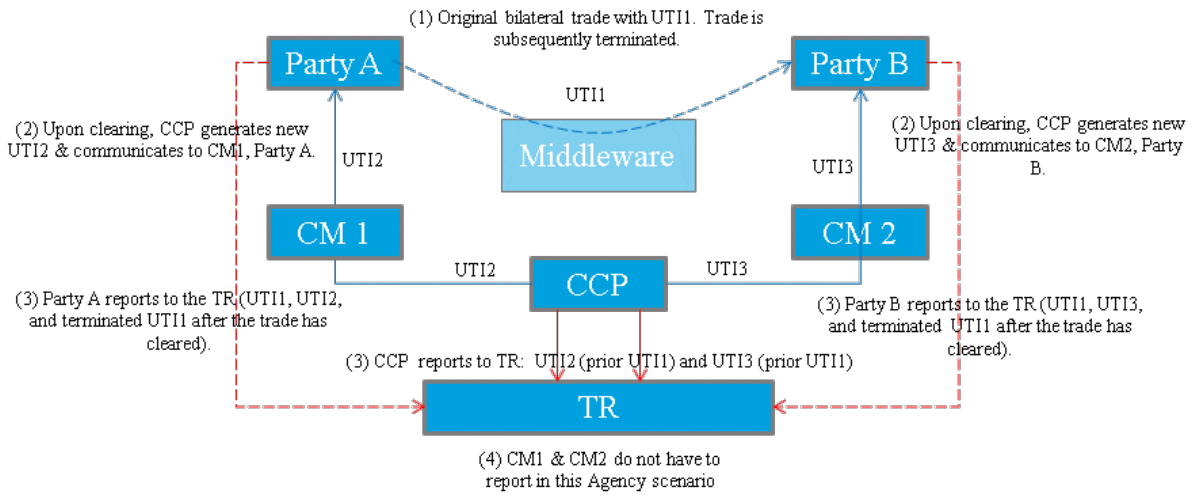 (1) Original bilateral trade with UTI1. Trade is
subsequently terminated.
Party A
Party B
UTI1
(2) Upon clearing, CCP generates new
UTI2 & communicates to CM1, Party A.
(2) Upon clearing, CCP generates new
UTI3 & communicates to CM2, Party
B.
Middleware
UTI2
UTI3
CM 1
CM 2
UTI2
CCP
UTI3
(3) Party A reports to the TR (UTI1, UTI2,
and terminated UTI1 after the trade has
cleared).
(3) Party B reports to the TR (UTI1, UTI3,
and terminated UTI1 after the trade has
cleared).
(3) CCP reports to TR: UTI2 (prior UTI1) and UTI3 (prior UTI1)
TR
(4) CM1 & CM2 do not have to
report in this Agency scenario